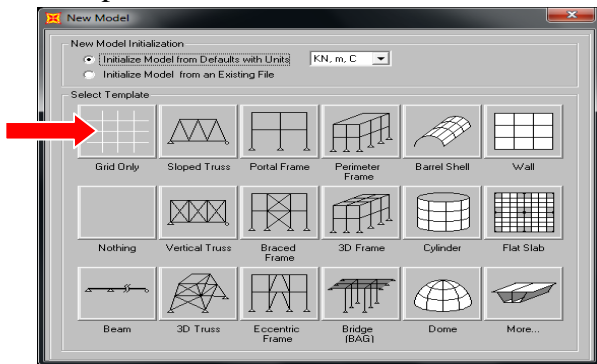 New Model
New Model Initialization
Initialize Model from Defaults with Units
KN, m, C
Initialize Model from an Existing File
Select Template
Grid Only
Sloped Truss
Portal Frame
Perimeter
Frame
Barrel Shell
Wall
Nothing
Vertical Truss
Braced
Frame
3D Frame
Cylinder
Flat Slab
Beam
3D Truss
Eccentric
Frame
Bridge
(BAG)
Dome
More...